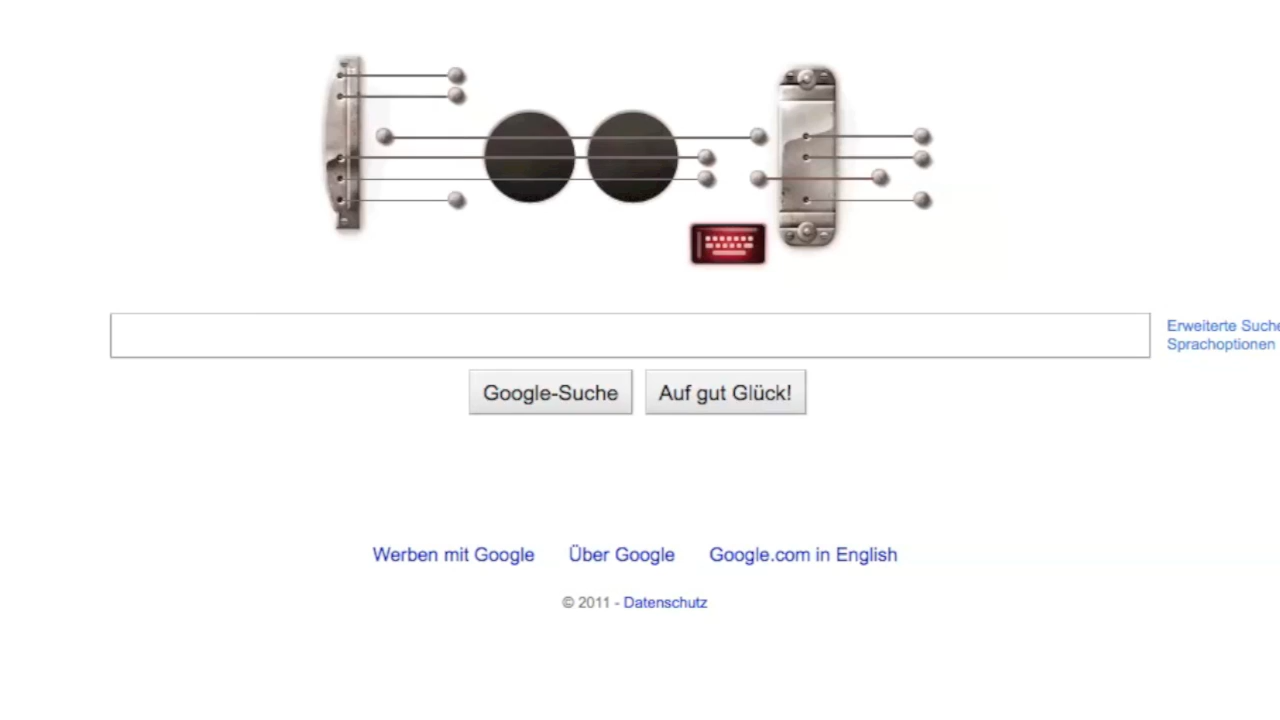 Erweiterte Suche
Sprachoptionen
Google-Suche Auf gut Glück!
Werben mit Google Über Google Google.com in English
© 2011 - Datenschutz